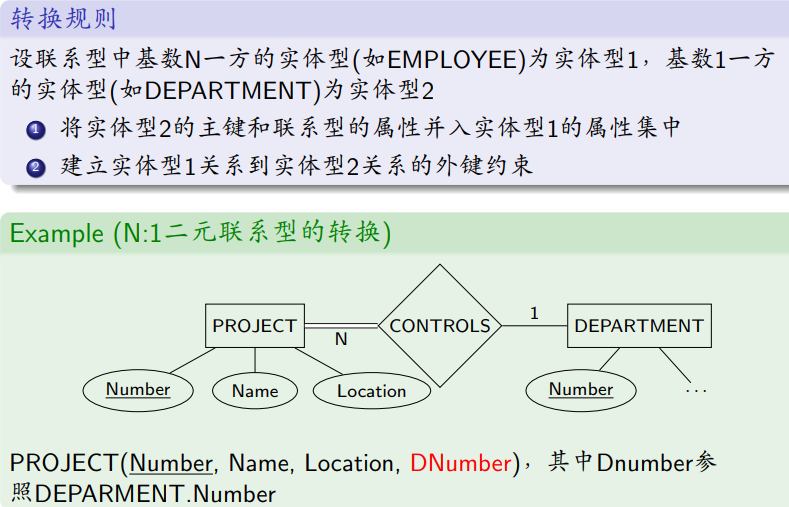 转换规则
设联系型中基数N一方的实体型(如EMPLOYEE)为实体型1，基数1一方
的实体型(如DEPARTMENT)为实体型2
1 将实体型2的主键和联系型的属性并入实体型1的属性集中
2 建立实体型1关系到实体型2关系的外键约束
Example (N:1二元联系型的转换)
1
PROJECT CONTROLS DEPARTMENT
N
Number Name Location Number ...
PROJECT(Number, Name, Location, DNumber)，其中Dnumber参
照DEPARMENT.Number